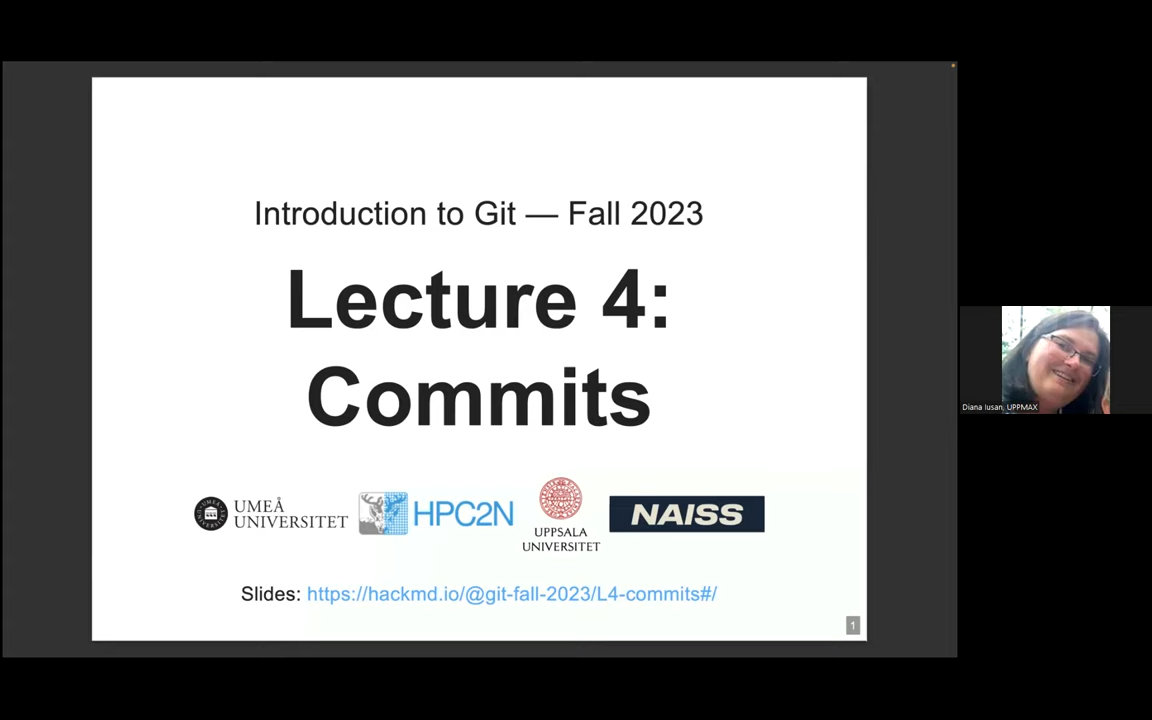 Introduction to Git — Fall 2023
Lecture 4:
Commits
UMEÅ
UNIVERSITET
HPC2N
UPPSALA
UNIVERSITET
NAISS
Slides: https://hackmd.io/@git-fall-2023/L4-commits#/
1
Diana Iusan, UPPMAX